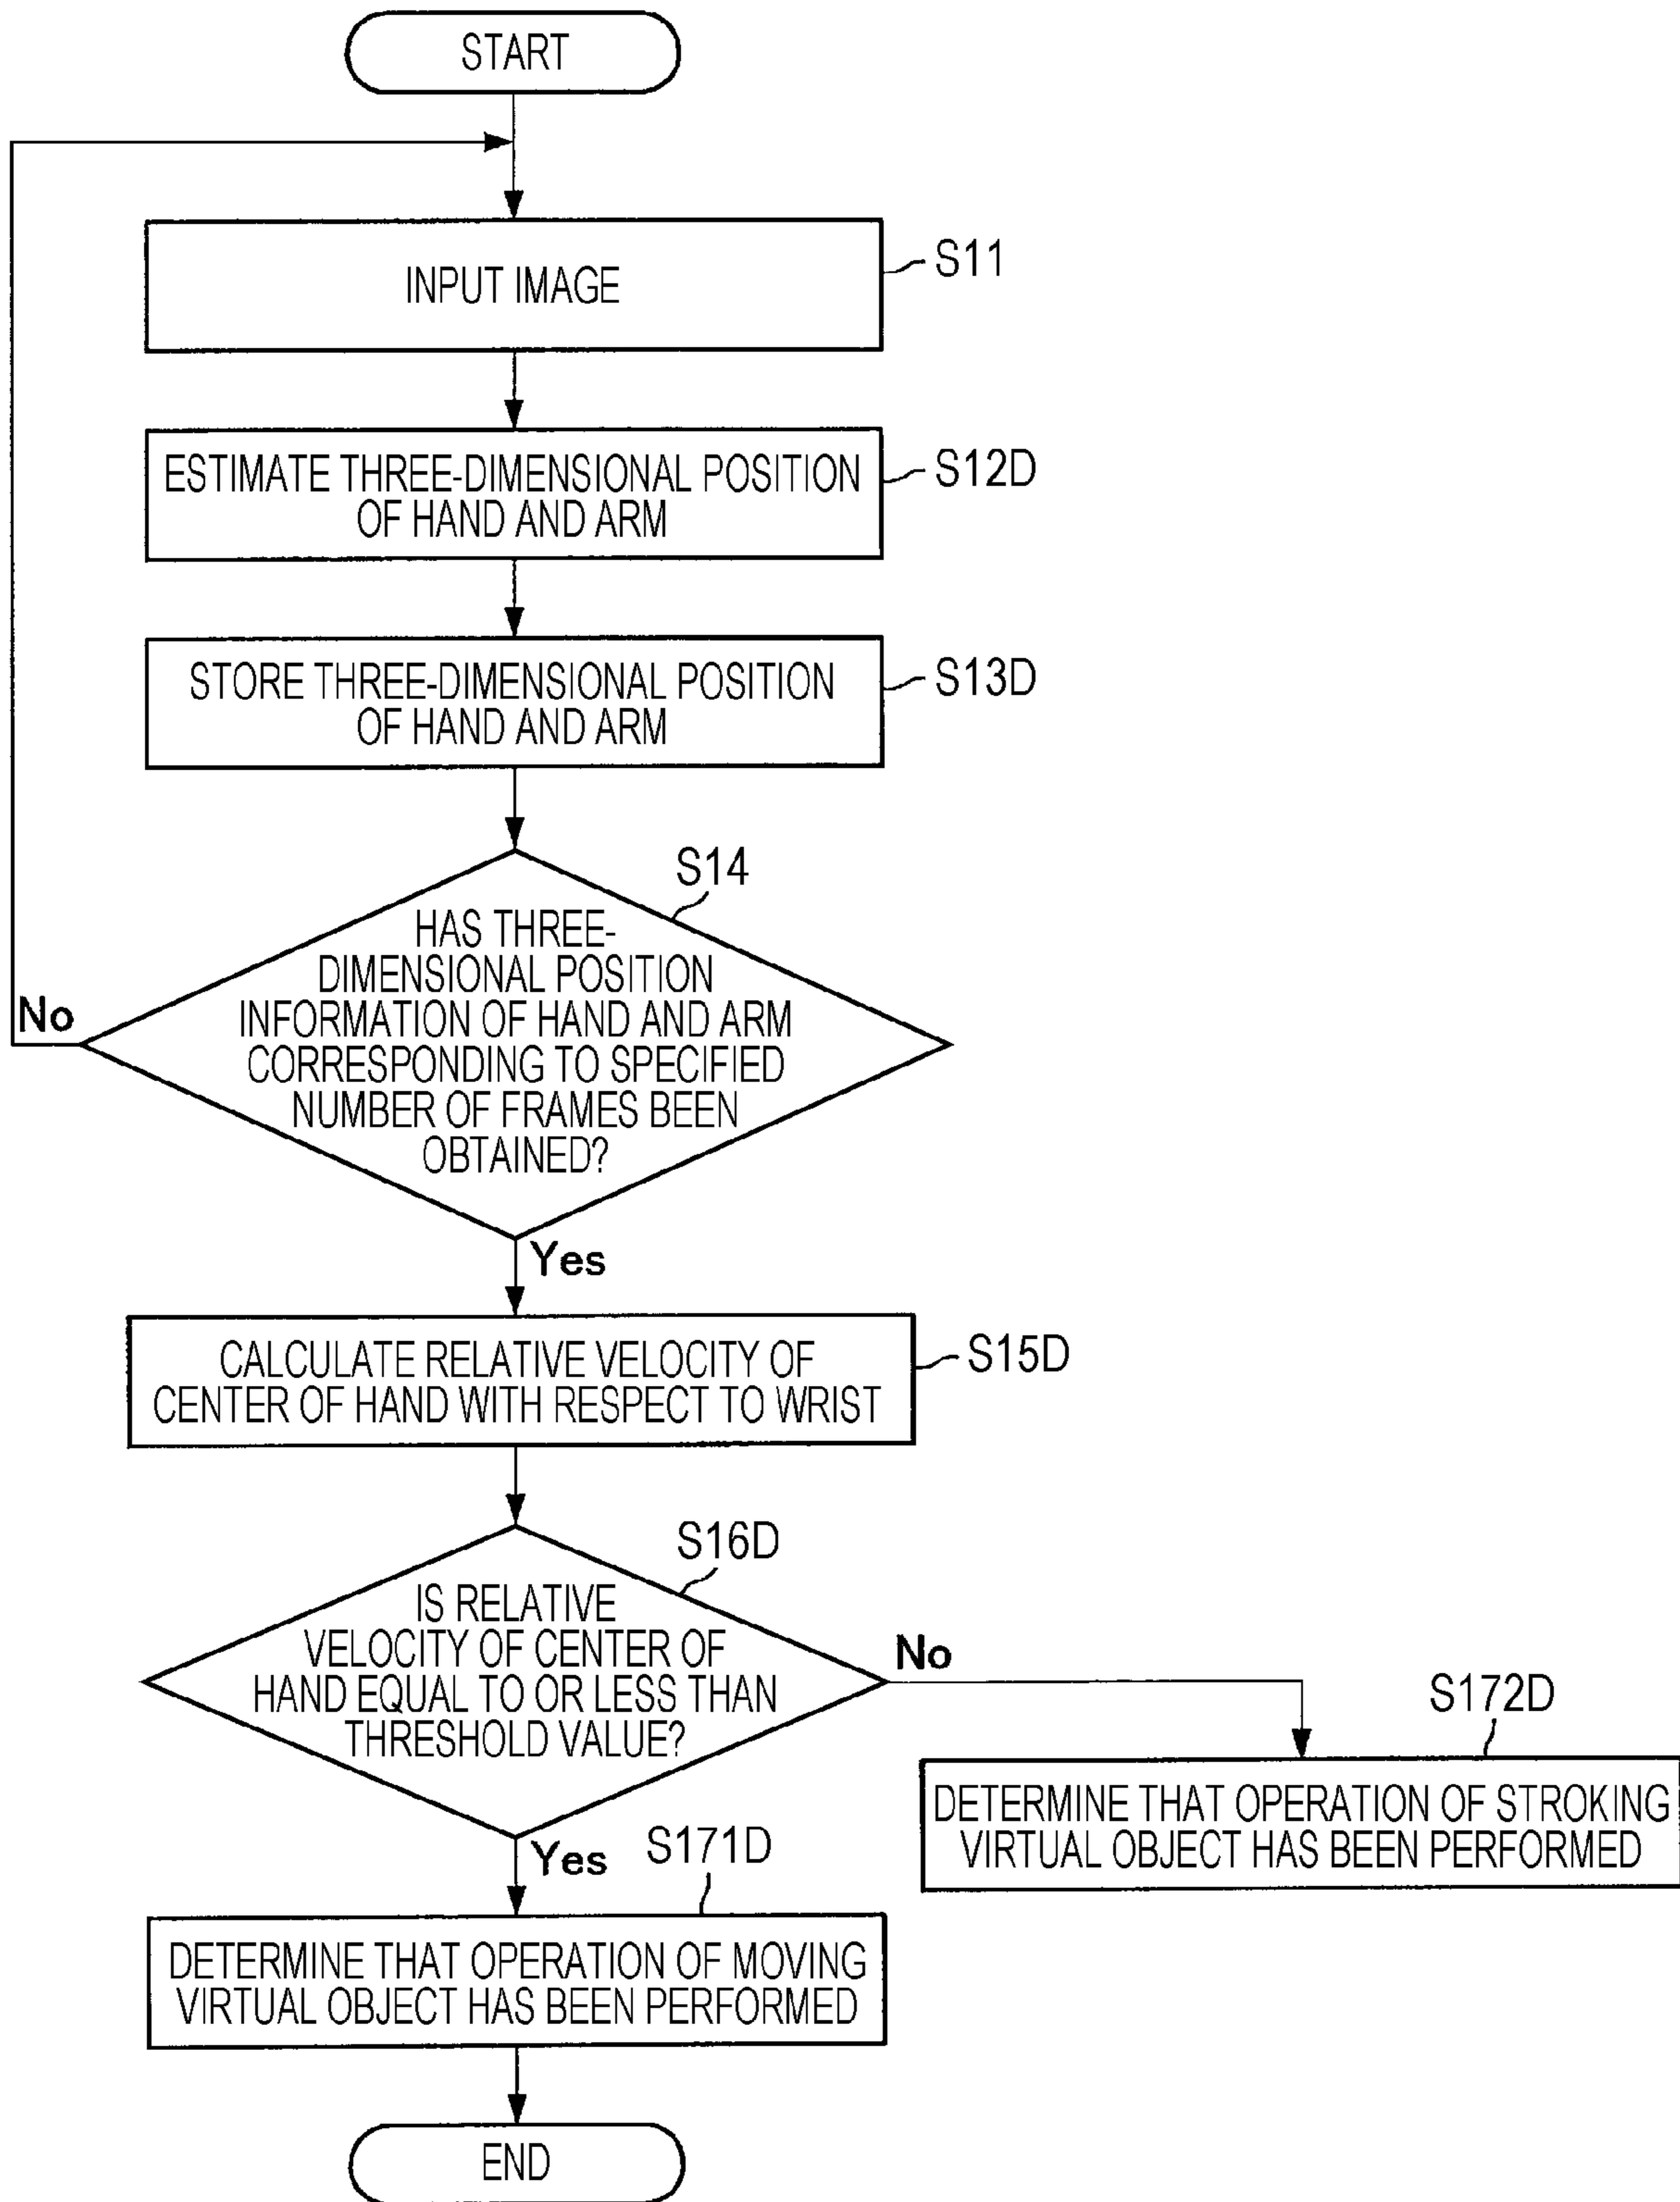 START
INPUT IMAGE
S11
ESTIMATE THREE-DIMENSIONAL POSITION
OF HAND AND ARM
S12D
STORE THREE-DIMENSIONAL POSITION
OF HAND AND ARM
S13D
S14
HAS THREE-
DIMENSIONAL POSITION
INFORMATION OF HAND AND ARM
CORRESPONDING TO SPECIFIED
NUMBER OF FRAMES BEEN
OBTAINED?
No
Yes
CALCULATE RELATIVE VELOCITY OF
CENTER OF HAND WITH RESPECT TO WRIST
S15D
S16D
IS RELATIVE
VELOCITY OF CENTER OF
HAND EQUAL TO OR LESS THAN
THRESHOLD VALUE?
No
S172D
DETERMINE THAT OPERATION OF STROKING
VIRTUAL OBJECT HAS BEEN PERFORMED
Yes
S171D
DETERMINE THAT OPERATION OF MOVING
VIRTUAL OBJECT HAS BEEN PERFORMED
END